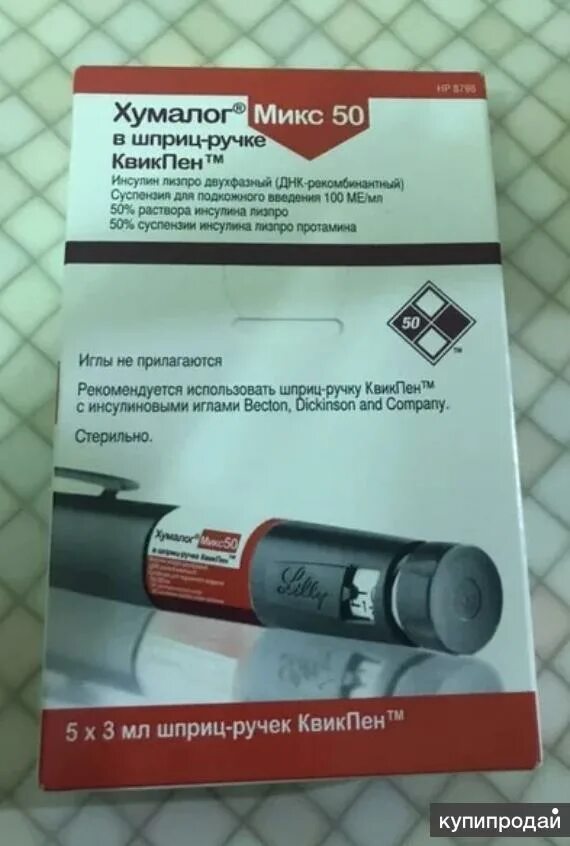 HP 8798
Хумалог® Микс 50
в шприц-ручке
КвикПен™
Инсулин лизпро двухфазный (ДНК-рекомбинантный)
Суспензия для подкожного введения 100 МЕ/мл
50% раствора инсулина лизпро
50% суспензии инсулина лизпро протамина
50
Иглы не прилагаются
Рекомендуется использовать шприц-ручку КвикПен™
с инсулиновыми иглами Becton, Dickinson and Company.
Стерильно.
Хумалог® Микс50
в шприц-ручке КвикПен™
Lilly
5 x 3 мл шприц-ручек КвикПен™
купипродай